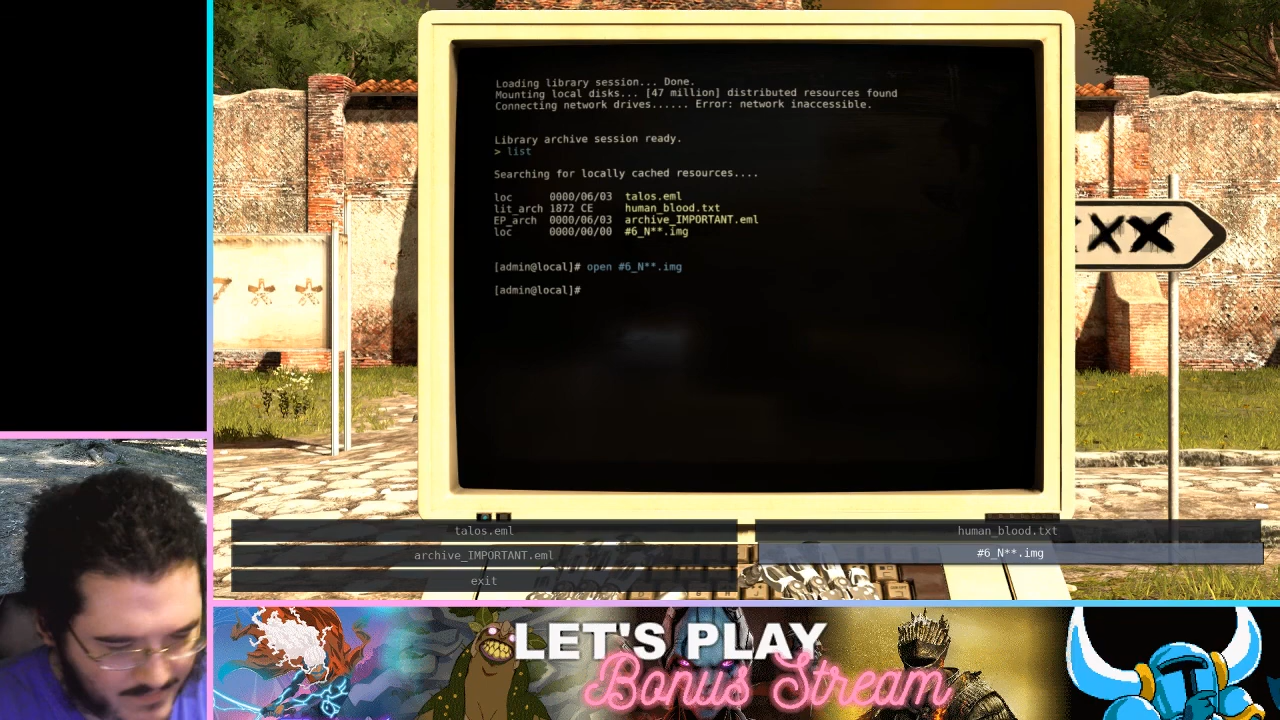 Loading library session... Done.
Mounting local disks... [47 million] distributed resources found
Connecting network drives...... Error: network inaccessible.
Library archive session ready.
> list
Searching for locally cached resources....
loc 0000/06/03 talos.eml
lit_arch 1872 CE human_blood.txt
EP_arch 0000/06/03 archive_IMPORTANT.eml
loc 0000/00/00 #6_N**.img
[admin@local]# open #6_N**.img
[admin@local]#
XX
* *
talos.eml
human_blood.txt
archive_IMPORTANT.eml
#6_N**.img
exit
LET'S PLAY
Bonus Stream